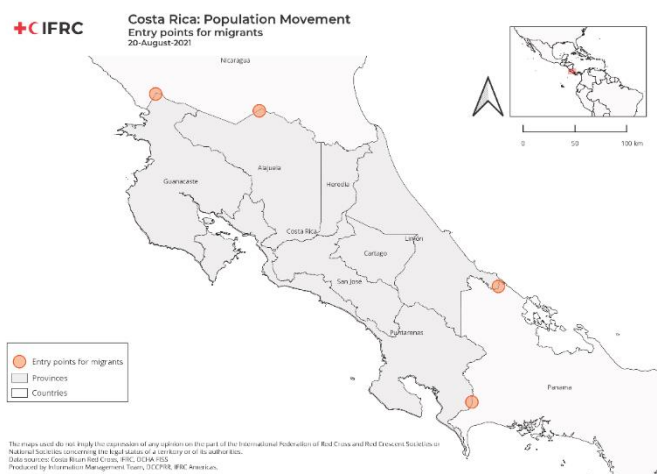 IFRC
Costa Rica: Population Movement
Entry points for migrants
20-August-2021
Nicaragua
0 50 100 km
Guanacaste
Alajuela
Heredia
Costa Rica
Limón
Cartago
San José
Puntarenas
Panama
Entry points for migrants
Provinces
Countries
The maps used do not imply the expression of any opinion on the part of the International Federation of Red Cross and Red Crescent Societies or
National Societies concerning the legal status of a territory or of its authorities.
Data sources: Costa Rican Red Cross, IFRC, OCHA FISS
Produced by Information Management Team, DCCPRR, IFRC Americas.